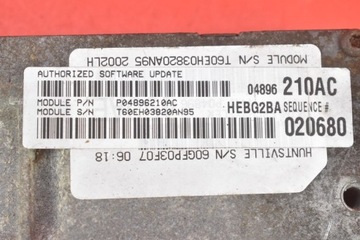 MODULE S/N T60EH03820AN95 2002LH
AUTHORIZED SOFTWARE UPDATE
04896 210AC
MODULE P/N P04896210AC
HEBG2BA SEQUENCE #
MODULE S/N T60EH03820AN95
020680
HUNTSVILLE S/N 60GFP03F07 06:18